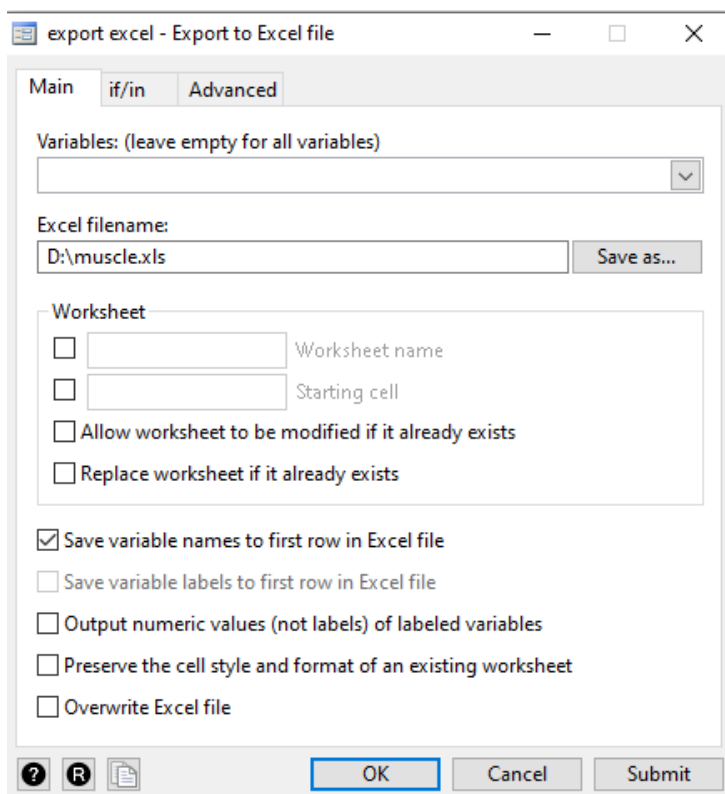 export excel - Export to Excel file
Main if/in Advanced
Variables: (leave empty for all variables)
Excel filename:
D:\muscle.xls Save as...
Worksheet
Worksheet name
Starting cell
Allow worksheet to be modified if it already exists
Replace worksheet if it already exists
Save variable names to first row in Excel file
Save variable labels to first row in Excel file
Output numeric values (not labels) of labeled variables
Preserve the cell style and format of an existing worksheet
Overwrite Excel file
? R OK Cancel Submit